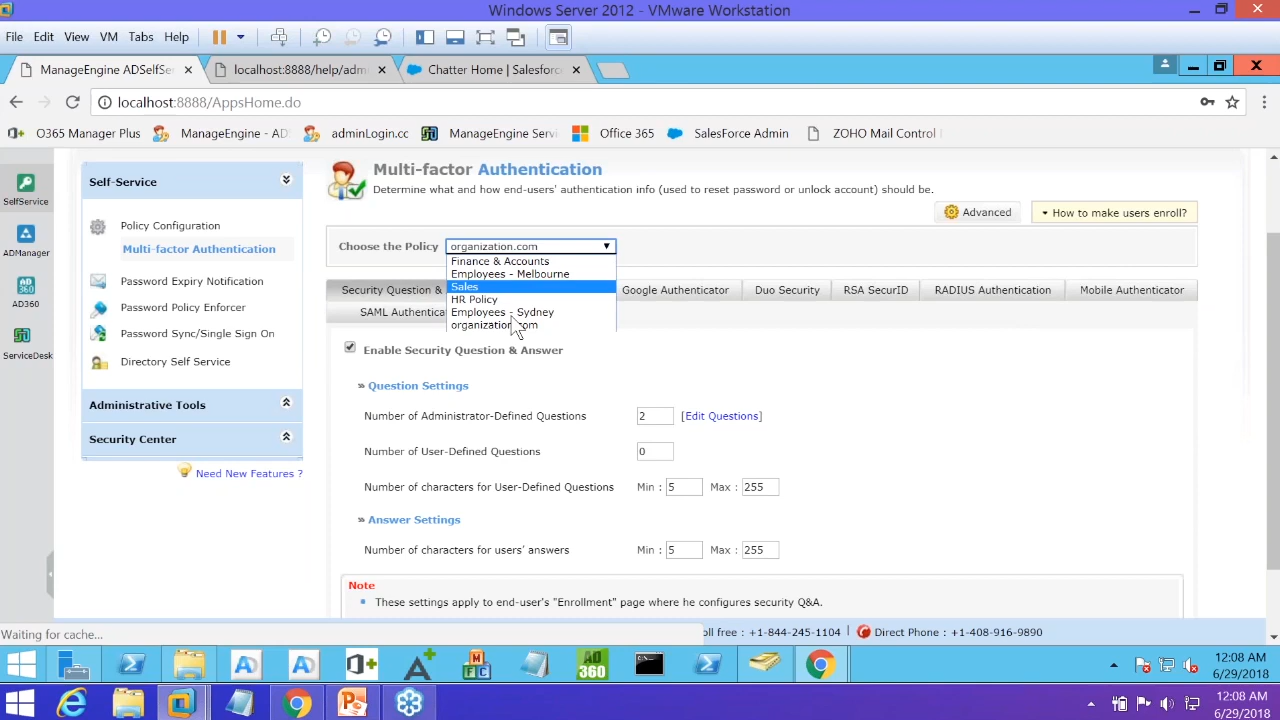 Windows Server 2012 - VMware Workstation
File Edit View VM Tabs Help
ManageEngine ADSelfSe
localhost:8888/help/adm
Chatter Home | Salesforc
localhost:8888/AppsHome.do
O365 Manager Plus
ManageEngine - AD
adminLogin.cc
ManageEngine Serv
Office 365
SalesForce Admin
ZOHO Mail Control
SelfService
ADManager
AD360
ServiceDesk
Self-Service
Policy Configuration
Multi-factor Authentication
Password Expiry Notification
Password Policy Enforcer
Password Sync/Single Sign On
Directory Self Service
Administrative Tools
Security Center
Need New Features ?
Multi-factor Authentication
Determine what and how end-users' authentication info (used to reset password or unlock account) should be.
Advanced
How to make users enroll?
Choose the Policy organization.com
Finance & Accounts
Employees - Melbourne
Sales
HR Policy
Employees - Sydney
organization.com
Security Question & Google Authenticator Duo Security RSA SecurID RADIUS Authentication Mobile Authenticator
SAML Authentica
Enable Security Question & Answer
» Question Settings
Number of Administrator-Defined Questions 2 [Edit Questions]
Number of User-Defined Questions 0
Number of characters for User-Defined Questions Min : 5 Max : 255
» Answer Settings
Number of characters for users' answers Min : 5 Max : 255
Note
These settings apply to end-user's "Enrollment" page where he configures security Q&A.
Waiting for cache...
oll free : +1-844-245-1104 | Direct Phone : +1-408-916-9890
AD
360
12:08 AM
6/29/2018
12:08 AM
6/29/2018